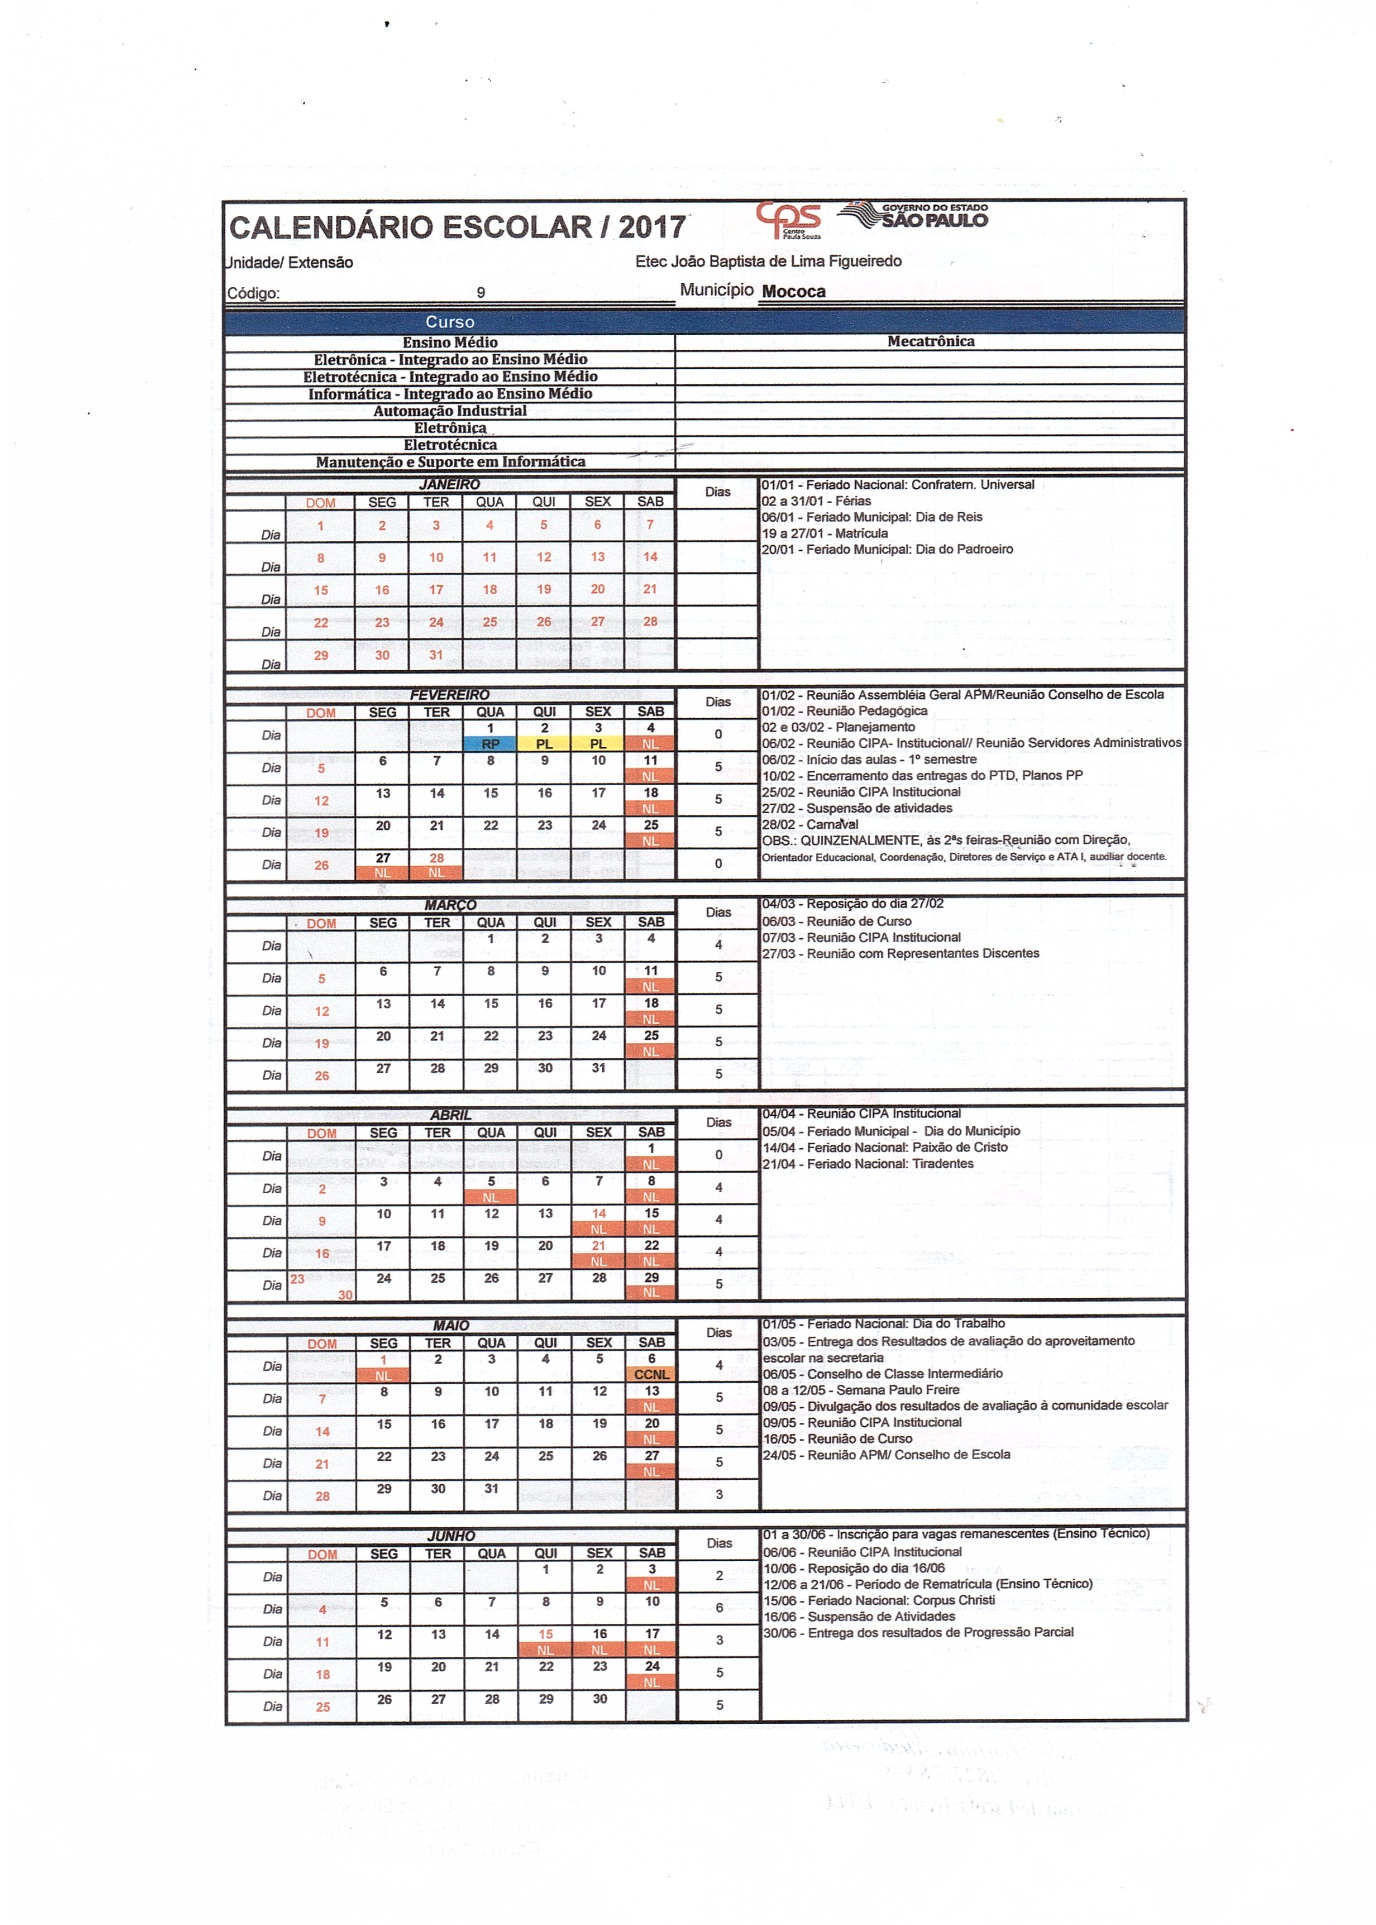 CALENDÁRIO ESCOLAR / 2017
CPS
Centro
Paula Souza
GOVERNO DO ESTADO
SÃO PAULO
Unidade/ Extensão Etec João Baptista de Lima Figueiredo
Código: 9 Município Mococa
Curso
Ensino Médio Mecatrônica
Eletrônica - Integrado ao Ensino Médio
Eletrotécnica - Integrado ao Ensino Médio
Informática - Integrado ao Ensino Médio
Automação Industrial
Eletrônica
Eletrotécnica
Manutenção e Suporte em Informática
JANEIRO Dias
DOM SEG TER QUA QUI SEX SAB
Dia 1 2 3 4 5 6 7
Dia 8 9 10 11 12 13 14
Dia 15 16 17 18 19 20 21
Dia 22 23 24 25 26 27 28
Dia 29 30 31
01/01 - Feriado Nacional: Confratern. Universal
02 a 31/01 - Férias
06/01 - Feriado Municipal: Dia de Reis
19 a 27/01 - Matrícula
20/01 - Feriado Municipal: Dia do Padroeiro
FEVEREIRO Dias
DOM SEG TER QUA QUI SEX SAB
Dia 1 2 3 4 0
RP PL PL NL
Dia 5 6 7 8 9 10 11 5
NL
Dia 12 13 14 15 16 17 18 5
NL
Dia 19 20 21 22 23 24 25 5
NL
Dia 26 27 28 0
NL NL
01/02 - Reunião Assembléia Geral APM/Reunião Conselho de Escola
01/02 - Reunião Pedagógica
02 e 03/02 - Planejamento
06/02 - Reunião CIPA- Institucional// Reunião Servidores Administrativos
06/02 - Início das aulas - 1º semestre
10/02 - Encerramento das entregas do PTD, Planos PP
25/02 - Reunião CIPA Institucional
27/02 - Suspensão de atividades
28/02 - Carnaval
OBS.: QUINZENALMENTE, às 2ªs feiras-Reunião com Direção,
Orientador Educacional, Coordenação, Diretores de Serviço e ATA I, auxiliar docente.
MARÇO Dias
DOM SEG TER QUA QUI SEX SAB
Dia 1 2 3 4 4
Dia 5 6 7 8 9 10 11 5
NL
Dia 12 13 14 15 16 17 18 5
NL
Dia 19 20 21 22 23 24 25 5
NL
Dia 26 27 28 29 30 31 5
04/03 - Reposição do dia 27/02
06/03 - Reunião de Curso
07/03 - Reunião CIPA Institucional
27/03 - Reunião com Representantes Discentes
ABRIL Dias
DOM SEG TER QUA QUI SEX SAB
Dia 1 0
NL
Dia 2 3 4 5 6 7 8 4
NL NL
Dia 9 10 11 12 13 14 15 4
NL NL
Dia 16 17 18 19 20 21 22 4
NL NL
Dia 23 30 24 25 26 27 28 29 5
NL
04/04 - Reunião CIPA Institucional
05/04 - Feriado Municipal - Dia do Município
14/04 - Feriado Nacional: Paixão de Cristo
21/04 - Feriado Nacional: Tiradentes
MAIO Dias
DOM SEG TER QUA QUI SEX SAB
Dia 1 2 3 4 5 6 4
NL CCNL
Dia 7 8 9 10 11 12 13 5
NL
Dia 14 15 16 17 18 19 20 5
NL
Dia 21 22 23 24 25 26 27 5
NL
Dia 28 29 30 31 3
01/05 - Feriado Nacional: Dia do Trabalho
03/05 - Entrega dos Resultados de avaliação do aproveitamento
escolar na secretaria
06/05 - Conselho de Classe Intermediário
08 a 12/05 - Semana Paulo Freire
09/05 - Divulgação dos resultados de avaliação à comunidade escolar
09/05 - Reunião CIPA Institucional
16/05 - Reunião de Curso
24/05 - Reunião APM/ Conselho de Escola
JUNHO Dias
DOM SEG TER QUA QUI SEX SAB
Dia 1 2 3 2
NL
Dia 4 5 6 7 8 9 10 6
Dia 11 12 13 14 15 16 17 3
NL NL NL
Dia 18 19 20 21 22 23 24 5
NL
Dia 25 26 27 28 29 30 5
01 a 30/06 - Inscrição para vagas remanescentes (Ensino Técnico)
06/06 - Reunião CIPA Institucional
10/06 - Reposição do dia 16/06
12/06 a 21/06 - Período de Rematrícula (Ensino Técnico)
15/06 - Feriado Nacional: Corpus Christi
16/06 - Suspensão de Atividades
30/06 - Entrega dos resultados de Progressão Parcial